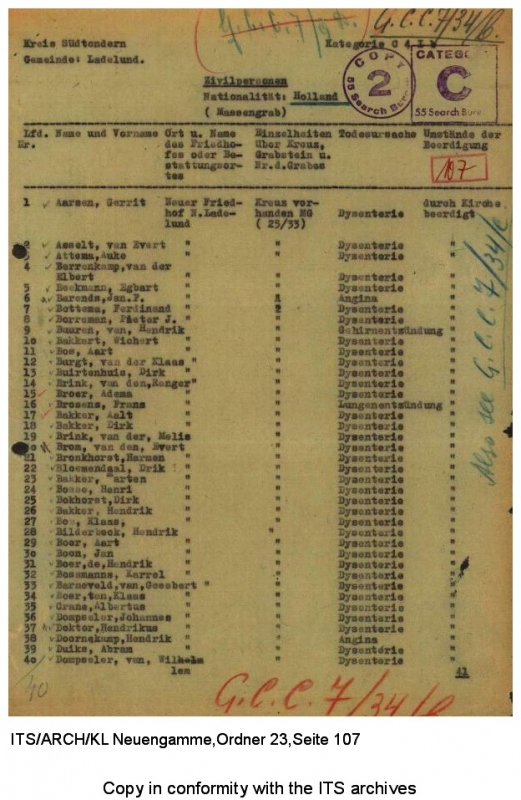 G.C.C.7/34/6.
Kreis Südtondern
Kategorie C
Gemeinde: Ladelund.
COPY
2
55 Search Bur
CATEG
C
55 Search Bure
Zivilpersonen
Nationalität: Holland
( Massengrab)
Lfd. Name und Vorname Ort u. Name Einzelheiten Todesursache Umstände der
Nr. des Friedho- über Kreuz, Beerdigung
fes oder Be- Grabstein u.
stattungsor- Nr.d.Grabes
tes
107
1 Aarsen, Gerrit Neuer Fried- Kreuz vor- durch Kirche
hof N.Lade- handen MG Dysenterie beerdigt
lund ( 25/33)
2 Asselt, van Evert " " Dysenterie "
3 Attema,Auke " " Dysenterie "
4 Berrenkamp,van der
Elbert " " Dysenterie "
5 Beekmann, Egbart " " Dysenterie "
6 Barends,Jan.F. " Angina "
7 Bottema, Ferdinand " Dysenterie "
8 Borreman, Pieter J. " " Dysenterie "
9 Buuren, van, Hendrik " " Gehirnentzündung "
10 Bakkert, Wichert " " Dysenterie "
11 Bos, Aart " " Dysenterie "
12 Burgt, van der Klaas " " Dysenterie "
13 Buirtenhuis, Dirk " " Dysenterie "
14 Brink, van den, " " Dysenterie "
15 Broer, Adema " " Dysenterie "
16 Brosens, Frans " " Lungenentzündung "
17 Bakker, Aalt " " Dysenterie "
18 Bakker, Dirk " " Dysenterie "
19 Brink, van der, Melis " Dysenterie "
20 Brom, van den, Evert " Dysenterie "
21 Bronkhorst,Harmen " " Dysenterie "
22 Bloemendaal, Drik " " Dysenterie "
23 Bakker, Marten " " Dysenterie "
24 Bosse, Henri " " Dysenterie "
25 Bokhorst,Dirk " " Dysenterie "
26 Bakker, Hendrik " " Dysenterie "
27 Bos, Klaas, " " Dysenterie "
28 Bilderbeek, Hendrik " " Dysenterie "
29 Boer, Aart " " Dysenterie "
30 Boon, Jan " " Dysenterie "
31 Boer,de,Hendrik " " Dysenterie "
32 Bosmanns, Karrel " " Dysenterie "
33 Barneveld,van,Geesbert " " Dysenterie "
34 Boer,ten,Klaas " " Dysenterie "
35 Crans,Albertus " " Dysenterie "
36 Dompseler,Johannes " " Dysenterie "
37 Doktor,Hendrikus " " Dysenterie "
38 Doornekamp,Hendrik " " Angina "
39 Duiks, Abram " " Dysenterie "
40 Dompseler, van, Wilhelm " Dysenterie "
lem 41
Also see G.C.C. 7/34/6
40
G.C.C. 7/34/6
ITS/ARCH/KL Neuengamme,Ordner 23,Seite 107
Copy in conformity with the ITS archives